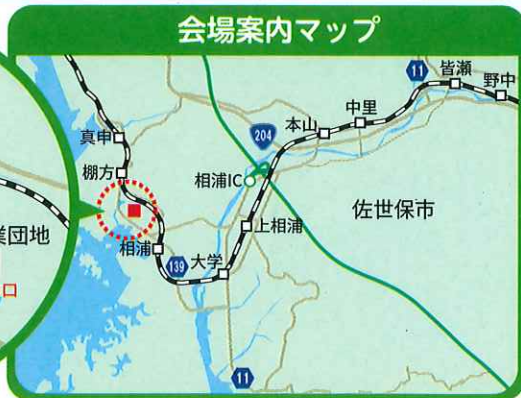 会場案内マップ
11
皆瀬
野中
中里
本山
204
真申
棚方
相浦IC
佐世保市
業団地
上相浦
相浦
139
大学
口
11